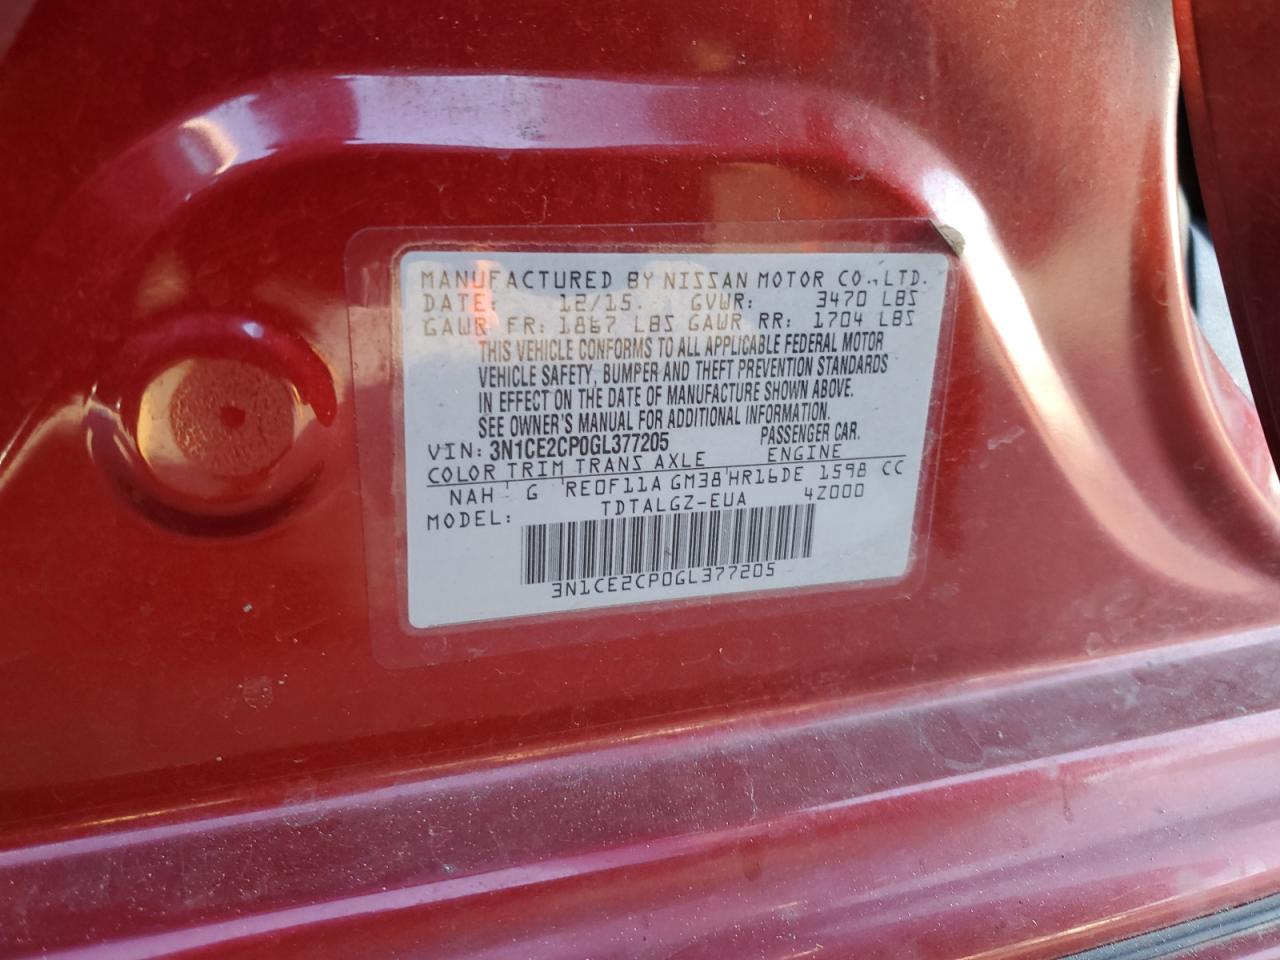 MANUFACTURED BY NISSAN MOTOR CO.,LTD.
DATE: 12/15. GVWR: 3470 LBS
GAWR FR: 1867 LBS GAWR RR: 1704 LBS
THIS VEHICLE CONFORMS TO ALL APPLICABLE FEDERAL MOTOR
VEHICLE SAFETY, BUMPER AND THEFT PREVENTION STANDARDS
IN EFFECT ON THE DATE OF MANUFACTURE SHOWN ABOVE.
SEE OWNER'S MANUAL FOR ADDITIONAL INFORMATION.
VIN: 3N1CE2CP0GL377205 PASSENGER CAR.
COLOR TRIM TRANS AXLE ENGINE
NAH G RE0F11A GM38 HR16DE 1598 CC
MODEL: TDTALGZ-EUA 4Z000
3N1CE2CP0GL377205